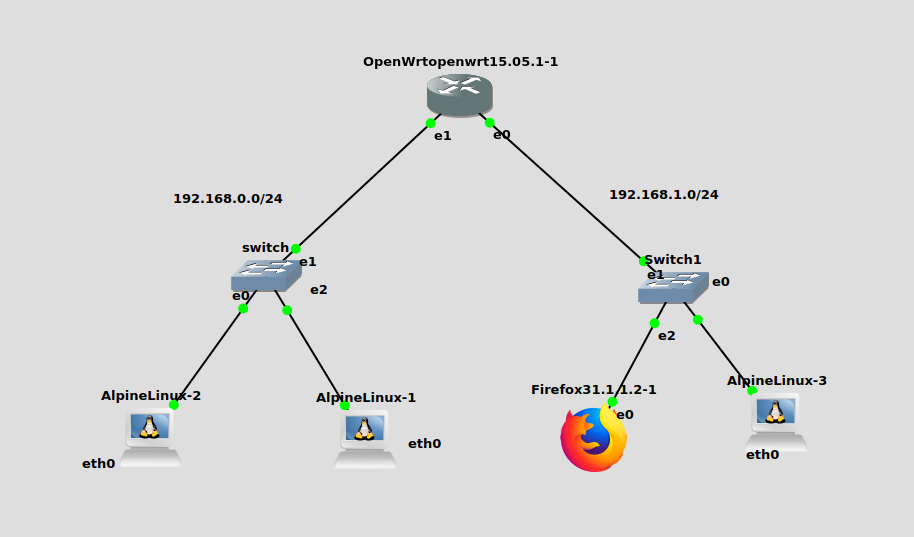 OpenWrtopenwrt15.05.1-1
e1
e0
192.168.0.0/24
192.168.1.0/24
switch
e1
Switch1
e1
e0
e0
e2
e2
AlpineLinux-2
AlpineLinux-1
Firefox31.1.1.2-1
AlpineLinux-3
e0
eth0
eth0
eth0